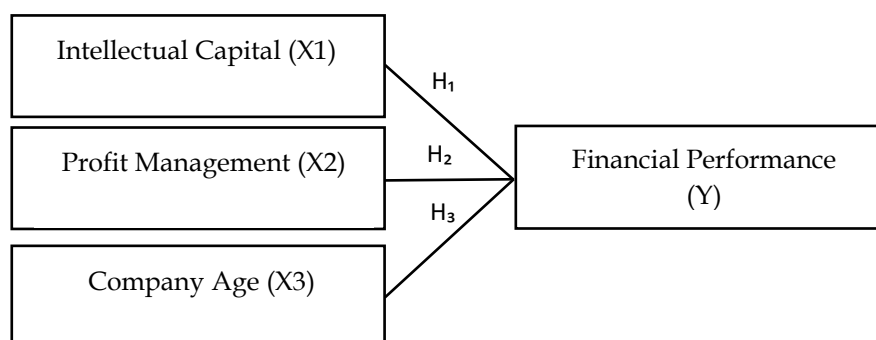 Intellectual Capital (X1)
H₁
Profit Management (X2)
H₂
Financial Performance
(Y)
H₃
Company Age (X3)